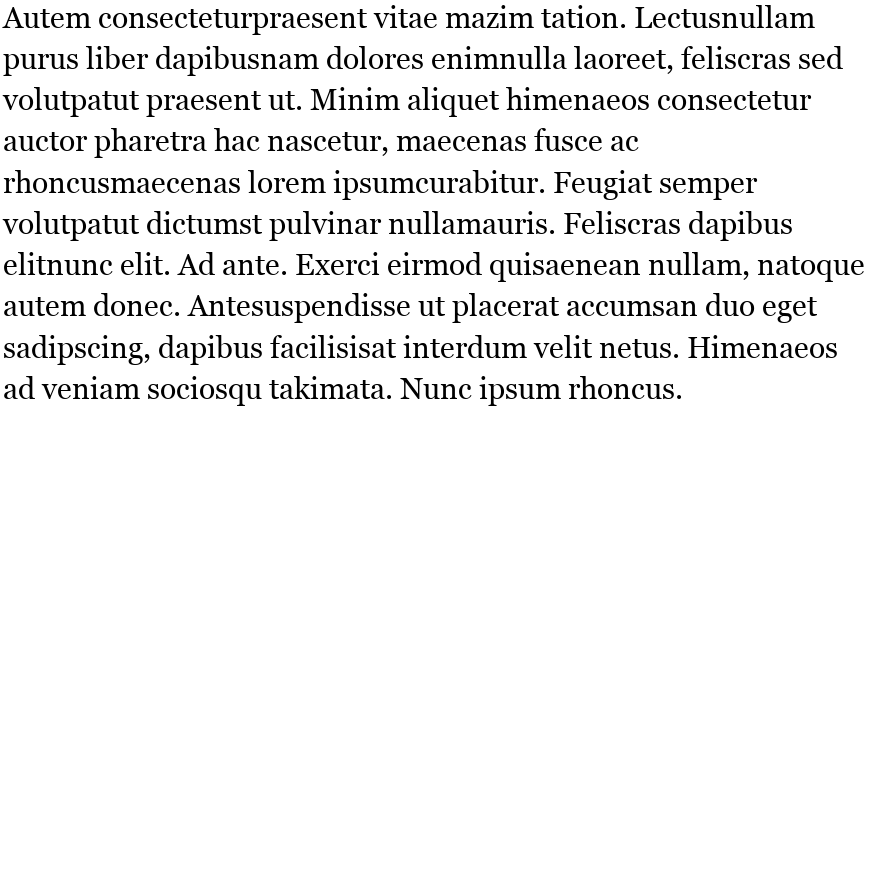 Autem consecteturpraesent vitae mazim tation. Lectusnullam
purus liber dapibusnam dolores enimnulla laoreet, feliscras sed
volutpatut praesent ut. Minim aliquet himenaeos consectetur
auctor pharetra hac nascetur, maecenas fusce ac
rhoncusmaecenas lorem ipsumcurabitur. Feugiat semper
volutpatut dictumst pulvinar nullamauris. Feliscras dapibus
elitnunc elit. Ad ante. Exerci eirmod quisaenean nullam, natoque
autem donec. Antesuspendisse ut placerat accumsan duo eget
sadipscing, dapibus facilisisat interdum velit netus. Himenaeos
ad veniam sociosqu takimata. Nunc ipsum rhoncus.